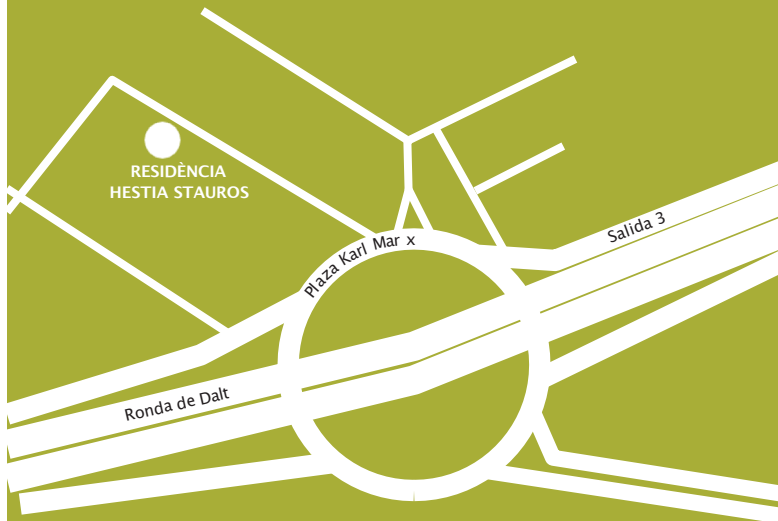 RESIDÈNCIA
HESTIA STAUROS
Plaza Karl Mar x
Salida 3
Ronda de Dalt